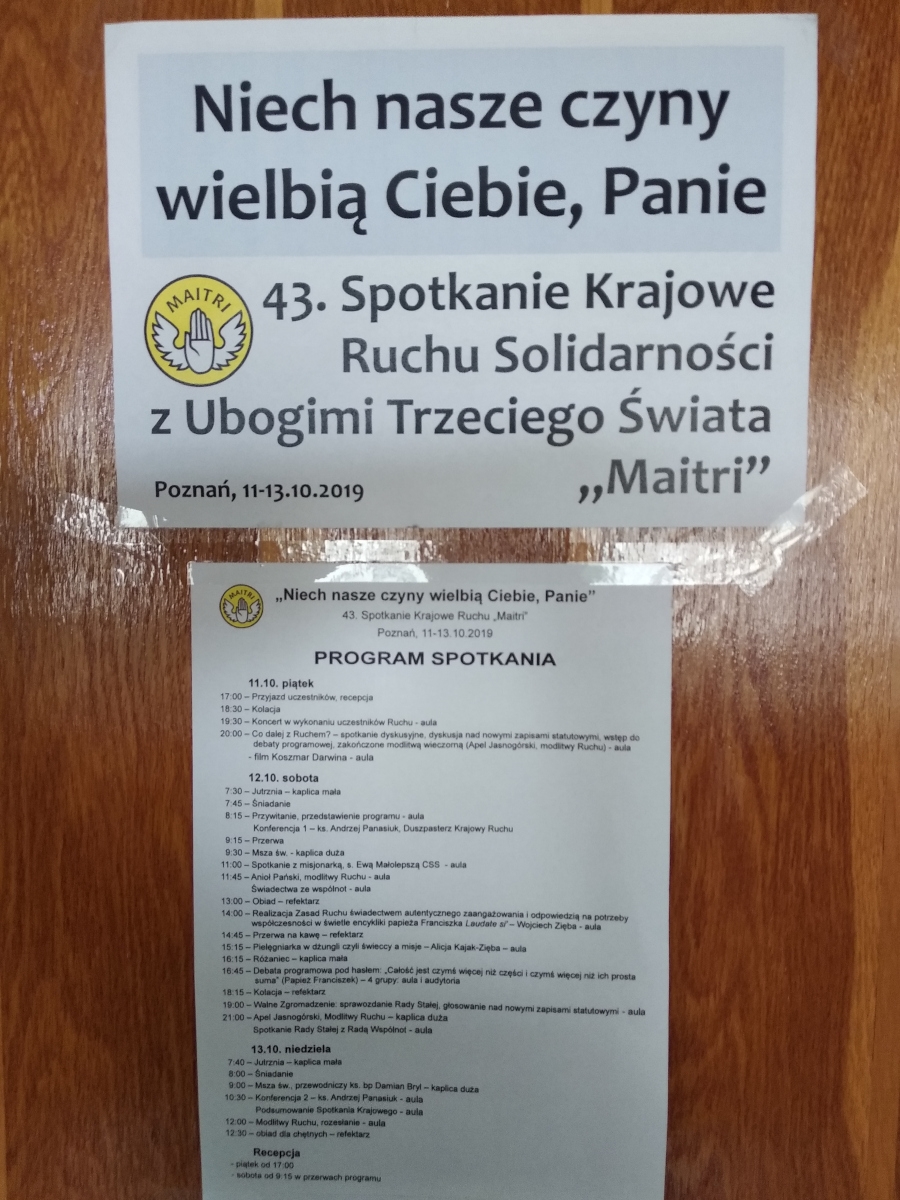 Niech nasze czyny
wielbią Ciebie, Panie
MAITRI
43. Spotkanie Krajowe
Ruchu Solidarności
z Ubogimi Trzeciego Świata
„Maitri”
Poznań, 11-13.10.2019
MAITRI
„Niech nasze czyny wielbią Ciebie, Panie”
43. Spotkanie Krajowe Ruchu „Maitri”
Poznań, 11-13.10.2019
PROGRAM SPOTKANIA
11.10. piątek
17:00 – Przyjazd uczestników, recepcja
18:30 – Kolacja
19:30 – Koncert w wykonaniu uczestników Ruchu - aula
20:00 – Co dalej z Ruchem? – spotkanie dyskusyjne, dyskusja nad nowymi zapisami statutowymi, wstęp do
debaty programowej, zakończone modlitwą wieczorną (Apel Jasnogórski, modlitwy Ruchu) - aula
- film Koszmar Darwina - aula
12.10. sobota
7:30 – Jutrznia – kaplica mała
7:45 – Śniadanie
8:15 – Przywitanie, przedstawienie programu - aula
Konferencja 1 – ks. Andrzej Panasiuk, Duszpasterz Krajowy Ruchu
9:15 – Przerwa
9:30 – Msza św. - kaplica duża
11:00 – Spotkanie z misjonarką, s. Ewą Małolepszą CSS - aula
11:45 – Anioł Pański, modlitwy Ruchu - aula
Świadectwa ze wspólnot - aula
13:00 – Obiad – refektarz
14:00 – Realizacja Zasad Ruchu świadectwem autentycznego zaangażowania i odpowiedzią na potrzeby
współczesności w świetle encykliki papieża Franciszka Laudato si’ – Wojciech Zięba - aula
14:45 – Przerwa na kawę – refektarz
15:15 – Pielęgniarka w dżungli czyli świeccy a misje – Alicja Kajak-Zięba – aula
16:15 – Różaniec – kaplica mała
16:45 – Debata programowa pod hasłem: „Całość jest czymś więcej niż części i czymś więcej niż ich prosta
suma” (Papież Franciszek) – 4 grupy: aula i audytoria
18:15 – Kolacja – refektarz
19:00 – Walne Zgromadzenie: sprawozdanie Rady Stałej, głosowanie nad nowymi zapisami statutowymi - aula
21:00 – Apel Jasnogórski, Modlitwy Ruchu – kaplica duża
Spotkanie Rady Stałej z Radą Wspólnot - aula
13.10. niedziela
7:40 – Jutrznia – kaplica mała
8:00 – Śniadanie
9:00 – Msza św., przewodniczy ks. bp Damian Bryl – kaplica duża
10:30 – Konferencja 2 – ks. Andrzej Panasiuk - aula
Podsumowanie Spotkania Krajowego - aula
12:00 – Modlitwy Ruchu, rozesłanie - aula
12:30 – obiad dla chętnych – refektarz
Recepcja
- piątek od 17:00
- sobota od 9:15 w przerwach programu